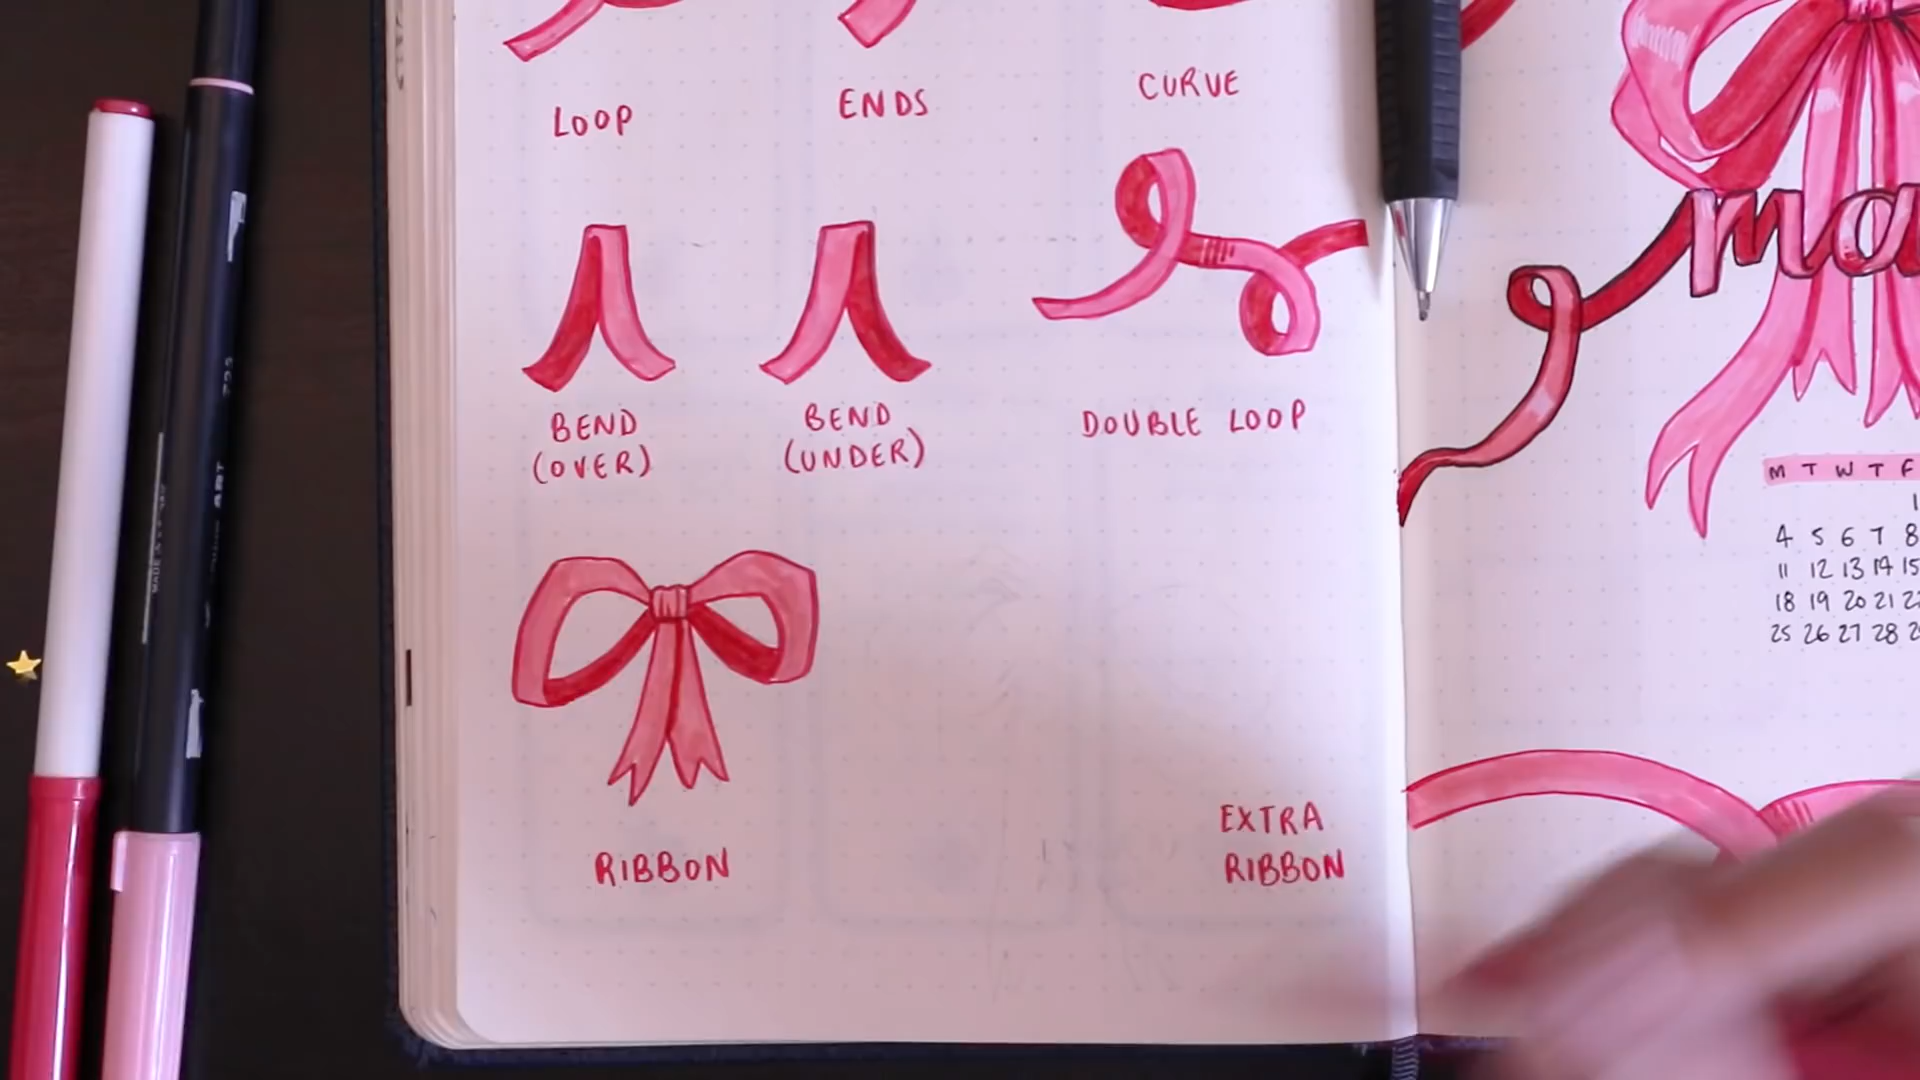 LOOP
ENDS
CURVE
BEND
(OVER)
BEND
(UNDER)
DOUBLE LOOP
RIBBON
EXTRA
RIBBON
M T W T F
1
4 5 6 7 8
11 12 13 14 15
18 19 20 21
25 26 27 28